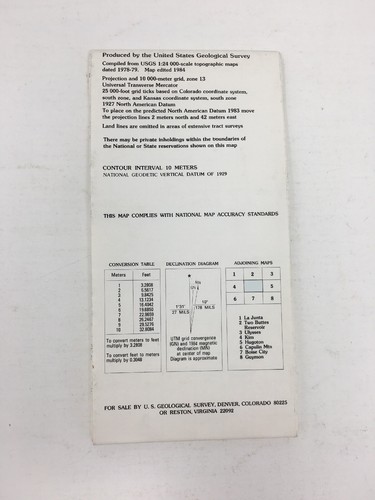 Produced by the United States Geological Survey
Compiled from USGS 1:24 000-scale topographic maps
dated 1978-79. Map edited 1984
Projection and 10 000-meter grid, zone 13
Universal Transverse Mercator
25 000-foot grid ticks based on Colorado coordinate system,
south zone, and Kansas coordinate system, south zone
1927 North American Datum
To place on the predicted North American Datum 1983 move
the projection lines 2 meters north and 42 meters east
Land lines are omitted in areas of extensive tract surveys
There may be private inholdings within the boundaries of
the National or State reservations shown on this map
CONTOUR INTERVAL 10 METERS
NATIONAL GEODETIC VERTICAL DATUM OF 1929
THIS MAP COMPLIES WITH NATIONAL MAP ACCURACY STANDARDS
CONVERSION TABLE
Meters Feet
1 3.2808
2 6.5617
3 9.8425
4 13.1234
5 16.4042
6 19.6850
7 22.9659
8 26.2467
9 29.5276
10 32.8084
To convert meters to feet
multiply by 3.2808
To convert feet to meters
multiply by 0.3048
DECLINATION DIAGRAM
MN
GN
1°31'
27 MILS
10°
178 MILS
UTM grid convergence
(GN) and 1984 magnetic
declination (MN)
at center of map
Diagram is approximate
ADJOINING MAPS
1 2 3
4 5
6 7 8
1 La Junta
2 Two Buttes
Reservoir
3 Ulysses
4 Kim
5 Hugoton
6 Capulin Mtn
7 Boise City
8 Guymon
FOR SALE BY U.S. GEOLOGICAL SURVEY, DENVER, COLORADO 80225
OR RESTON, VIRGINIA 22092